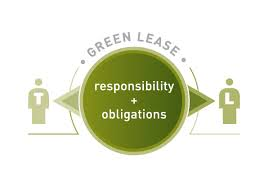 • GREEN LEASE •
responsibility
+
obligations
T
L